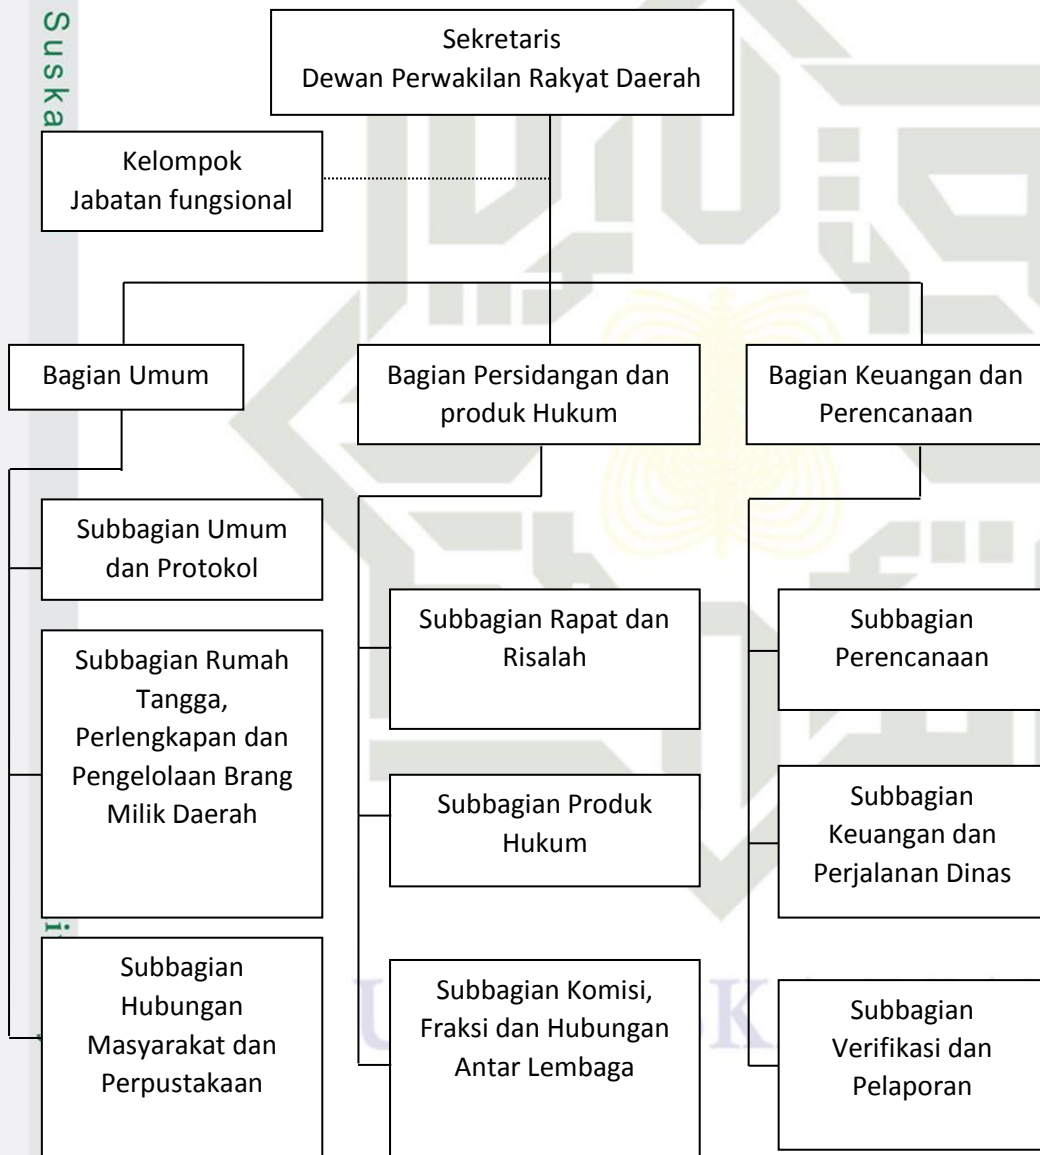 Suska
Sekretaris
Dewan Perwakilan Rakyat Daerah
Kelompok
Jabatan fungsional
Bagian Umum
Bagian Persidangan dan
produk Hukum
Bagian Keuangan dan
Perencanaan
Subbagian Umum
dan Protokol
Subbagian Rumah
Tangga,
Perlengkapan dan
Pengelolaan Brang
Milik Daerah
Subbagian
Hubungan
Masyarakat dan
Perpustakaan
Subbagian Rapat dan
Risalah
Subbagian Produk
Hukum
Subbagian Komisi,
Fraksi dan Hubungan
Antar Lembaga
Subbagian
Perencanaan
Subbagian
Keuangan dan
Perjalanan Dinas
Subbagian
Verifikasi dan
Pelaporan